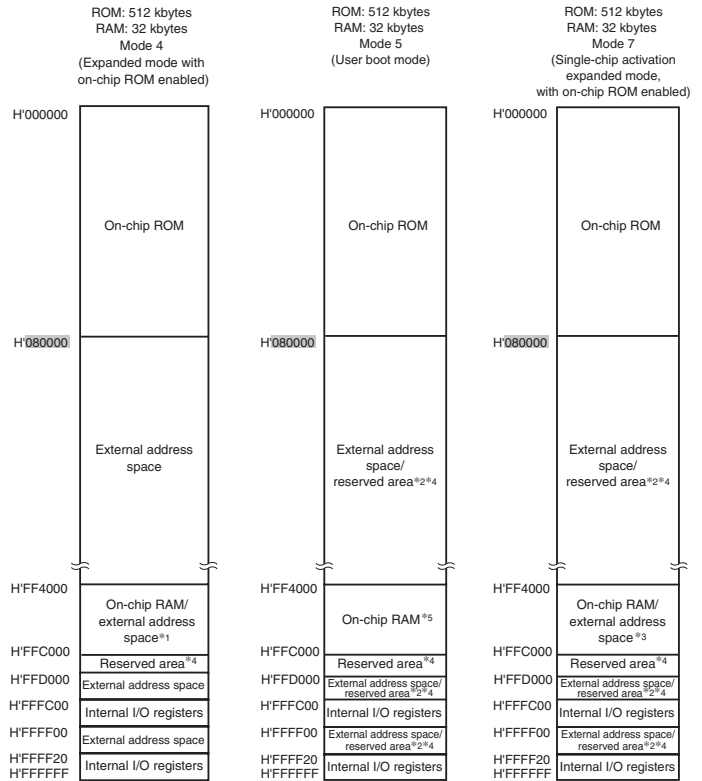 ROM: 512 kbytes
RAM: 32 kbytes
Mode 4
(Expanded mode with
on-chip ROM enabled)
H'000000
On-chip ROM
H'080000
External address
space
H'FF4000
On-chip RAM/
external address
space*1
H'FFC000
Reserved area*4
H'FFD000
External address space
H'FFFC00
Internal I/O registers
H'FFFF00
External address space
H'FFFF20
Internal I/O registers
H'FFFFFF
ROM: 512 kbytes
RAM: 32 kbytes
Mode 5
(User boot mode)
H'000000
On-chip ROM
H'080000
External address
space/
reserved area*2*4
H'FF4000
On-chip RAM*5
H'FFC000
Reserved area*4
H'FFD000
External address space/
reserved area*2*4
H'FFFC00
Internal I/O registers
H'FFFF00
External address space/
reserved area*2*4
H'FFFF20
Internal I/O registers
H'FFFFFF
ROM: 512 kbytes
RAM: 32 kbytes
Mode 7
(Single-chip activation
expanded mode,
with on-chip ROM enabled)
H'000000
On-chip ROM
H'080000
External address
space/
reserved area*2*4
H'FF4000
On-chip RAM/
external address
space*3
H'FFC000
Reserved area*4
H'FFD000
External address space/
reserved area*2*4
H'FFFC00
Internal I/O registers
H'FFFF00
External address space/
reserved area*2*4
H'FFFF20
Internal I/O registers
H'FFFFFF